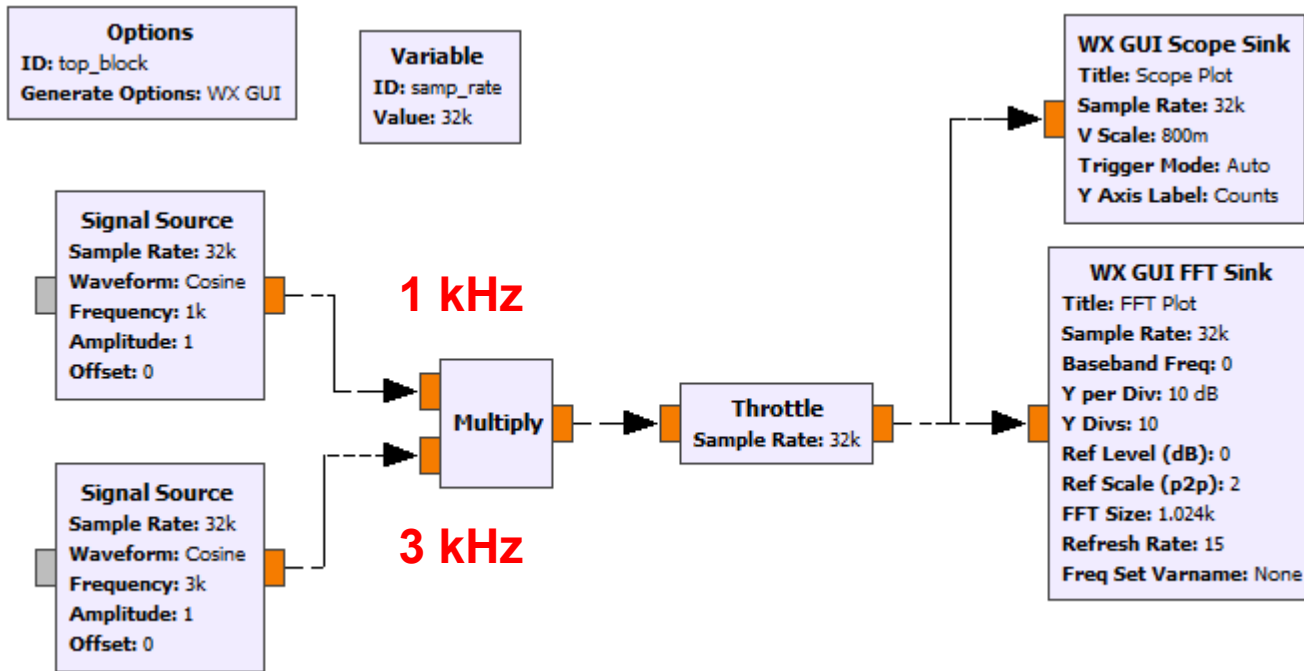 Options
ID: top_block
Generate Options: WX GUI
Variable
ID: samp_rate
Value: 32k
WX GUI Scope Sink
Title: Scope Plot
Sample Rate: 32k
V Scale: 800m
Trigger Mode: Auto
Y Axis Label: Counts
Signal Source
Sample Rate: 32k
Waveform: Cosine
Frequency: 1k
Amplitude: 1
Offset: 0
1 kHz
Multiply
Throttle
Sample Rate: 32k
WX GUI FFT Sink
Title: FFT Plot
Sample Rate: 32k
Baseband Freq: 0
Y per Div: 10 dB
Y Divs: 10
Ref Level (dB): 0
Ref Scale (p2p): 2
FFT Size: 1.024k
Refresh Rate: 15
Freq Set Varname: None
Signal Source
Sample Rate: 32k
Waveform: Cosine
Frequency: 3k
Amplitude: 1
Offset: 0
3 kHz